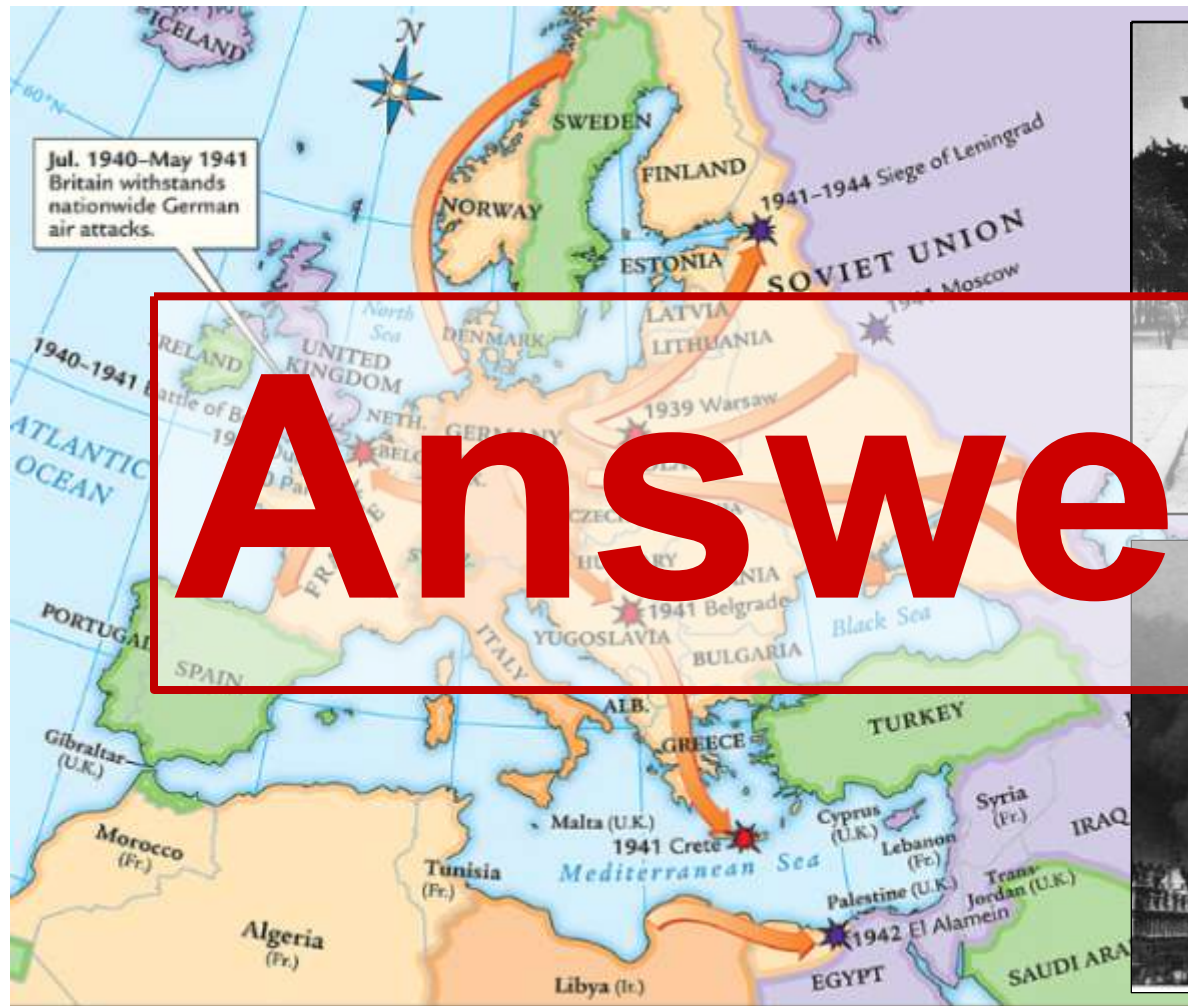 ICELAND
N
60°N
Jul. 1940–May 1941
Britain withstands
nationwide German
air attacks.
SWEDEN
FINLAND
NORWAY
1941–1944 Siege of Leningrad
ESTONIA
SOVIET UNION
Moscow
North
Sea
LATVIA
DENMARK
LITHUANIA
IRELAND
UNITED
KINGDOM
1940–1941 Battle of
NETH.
1939 Warsaw
GERMANY
ATLANTIC
OCEAN
Answe
FRANCE
1941 Belgrade
YUGOSLAVIA
ITALY
Black Sea
BULGARIA
PORTUGAL
SPAIN
ALB.
TURKEY
GREECE
Gibraltar
(U.K.)
Malta (U.K.)
Cyprus
(U.K.)
Syria
(Fr.)
IRAQ
1941 Crete
Lebanon
(Fr.)
Morocco
(Fr.)
Tunisia
(Fr.)
Mediterranean Sea
Palestine (U.K.)
Trans-
Jordan (U.K.)
Algeria
(Fr.)
1942 El Alamein
Libya (It.)
EGYPT
SAUDI ARA